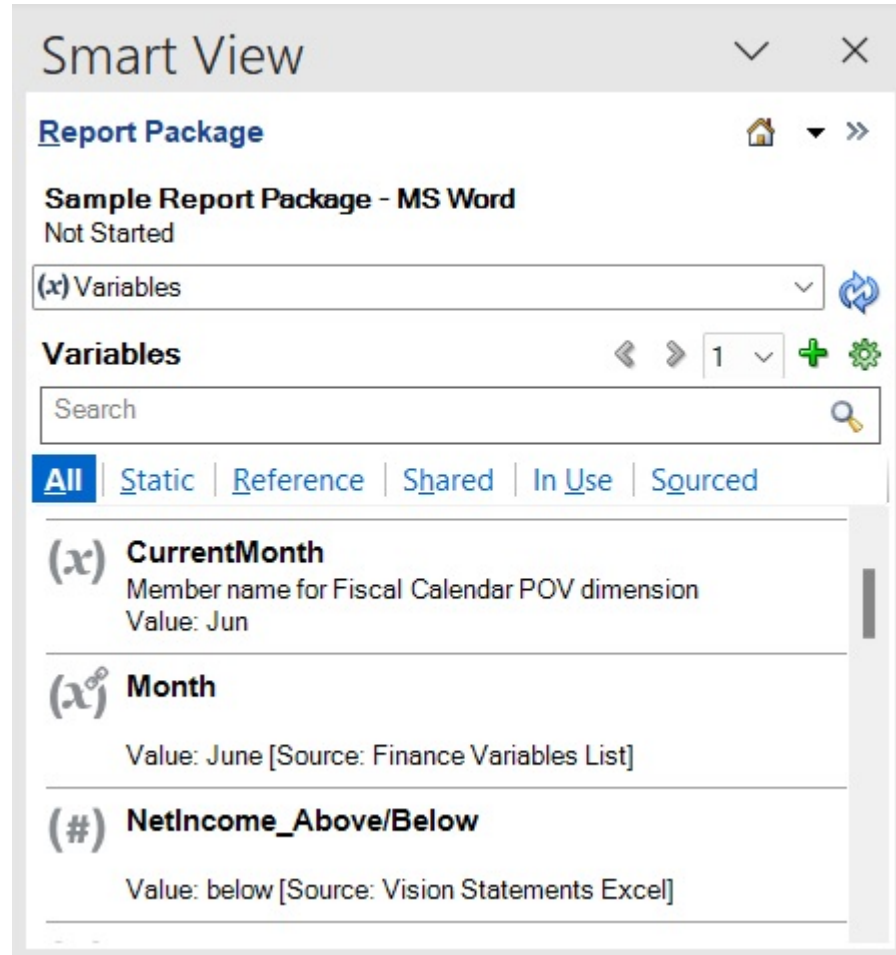 Smart View
Report Package
Sample Report Package - MS Word
Not Started
(x) Variables
Variables
1
Search
All | Static | Reference | Shared | In Use | Sourced
(x) CurrentMonth
Member name for Fiscal Calendar POV dimension
Value: Jun
(x) Month
Value: June [Source: Finance Variables List]
(#) NetIncome_Above/Below
Value: below [Source: Vision Statements Excel]